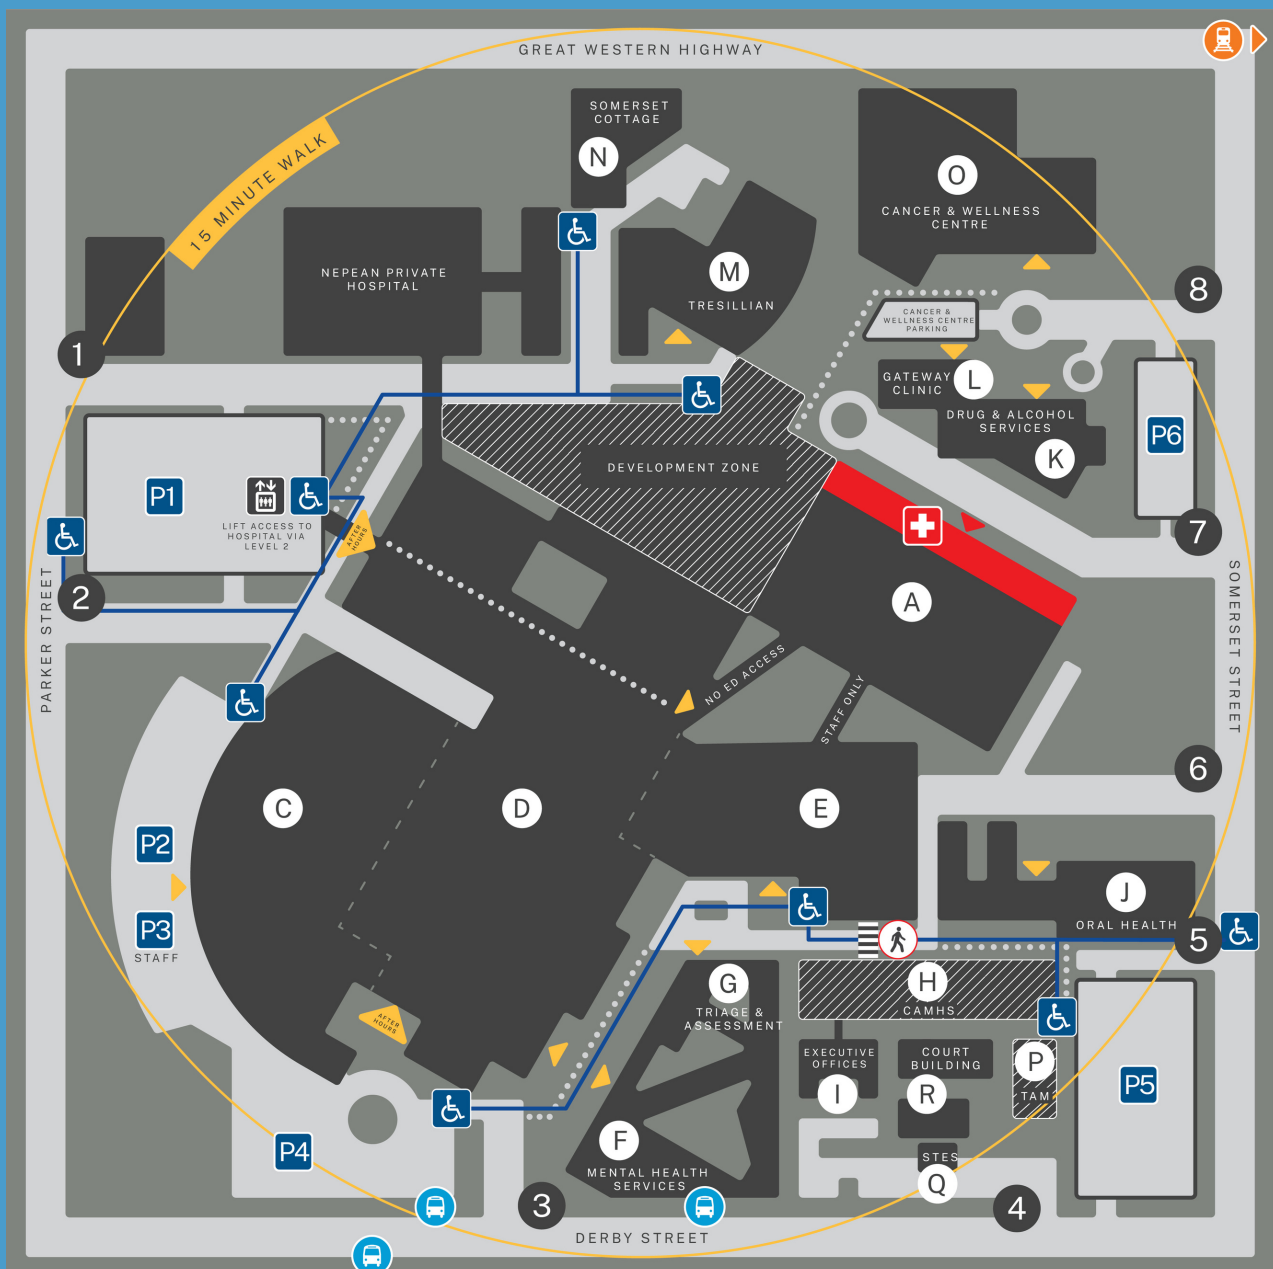 GREAT WESTERN HIGHWAY
15 MINUTE WALK
SOMERSET
COTTAGE
N
O
CANCER & WELLNESS
CENTRE
NEPEAN PRIVATE
HOSPITAL
M
TRESILLIAN
8
CANCER &
WELLNESS CENTRE
PARKING
1
GATEWAY
CLINIC
L
DRUG & ALCOHOL
SERVICES
K
P6
DEVELOPMENT ZONE
P1
LIFT ACCESS TO
HOSPITAL VIA
LEVEL 2
AFTER
HOURS
7
PARKER STREET
2
A
SOMERSET STREET
NO ED ACCESS
STAFF ONLY
6
C
D
E
P2
P3
STAFF
J
ORAL HEALTH
5
G
TRIAGE &
ASSESSMENT
H
CAMHS
AFTER
HOURS
EXECUTIVE
OFFICES
I
COURT
BUILDING
R
P
TAM
P5
P4
F
MENTAL HEALTH
SERVICES
STES
Q
3
4
DERBY STREET